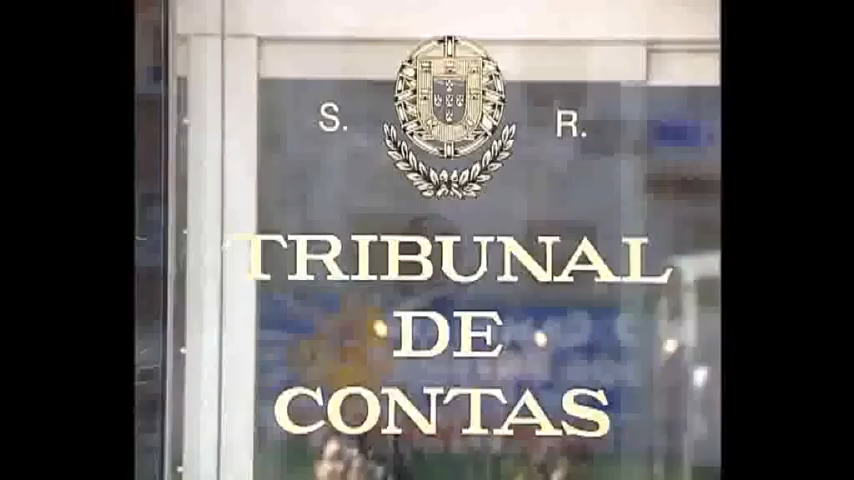 S. R.
TRIBUNAL
DE
CONTAS